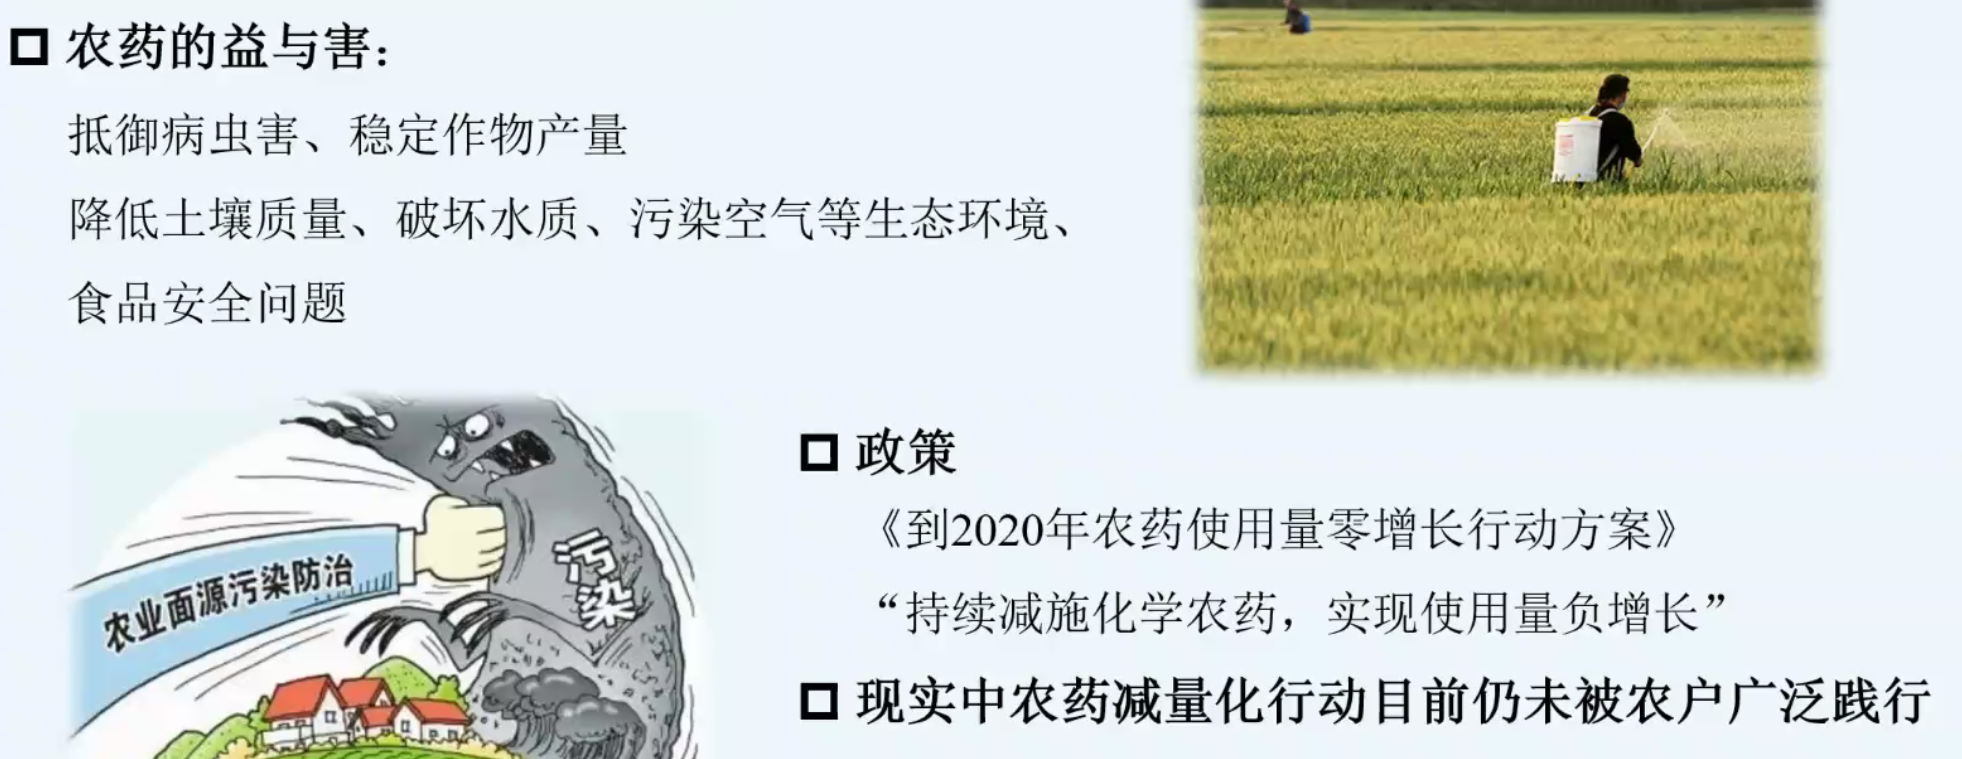 农药的益与害：
抵御病虫害、稳定作物产量
降低土壤质量、破坏水质、污染空气等生态环境、
食品安全问题
农业面源污染防治
污染
政策
《到2020年农药使用量零增长行动方案》
“持续减施化学农药，实现使用量负增长”
现实中农药减量化行动目前仍未被农户广泛践行